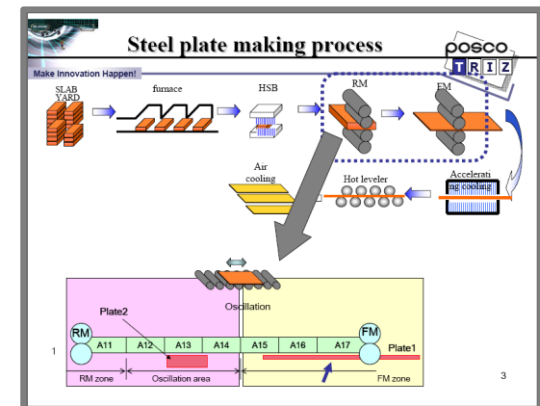 Steel plate making process
posco
TRIZ
Make Innovation Happen!
SLAB
YARD
furnace
HSB
RM
FM
Air
cooling
Hot leveler
Accelerati
ng cooling
Oscillation
Plate2
RM
FM
A11 A12 A13 A14 A15 A16 A17
Plate1
1
RM zone
Oscillation area
FM zone
3